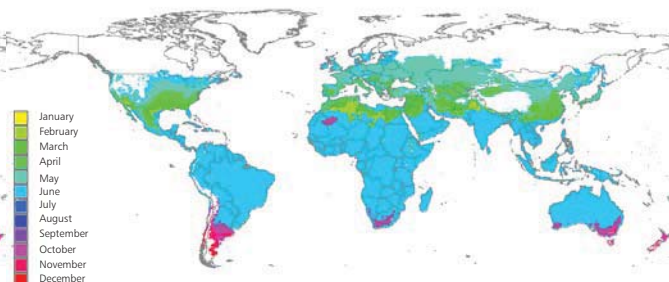 January
February
March
April
May
June
July
August
September
October
November
December